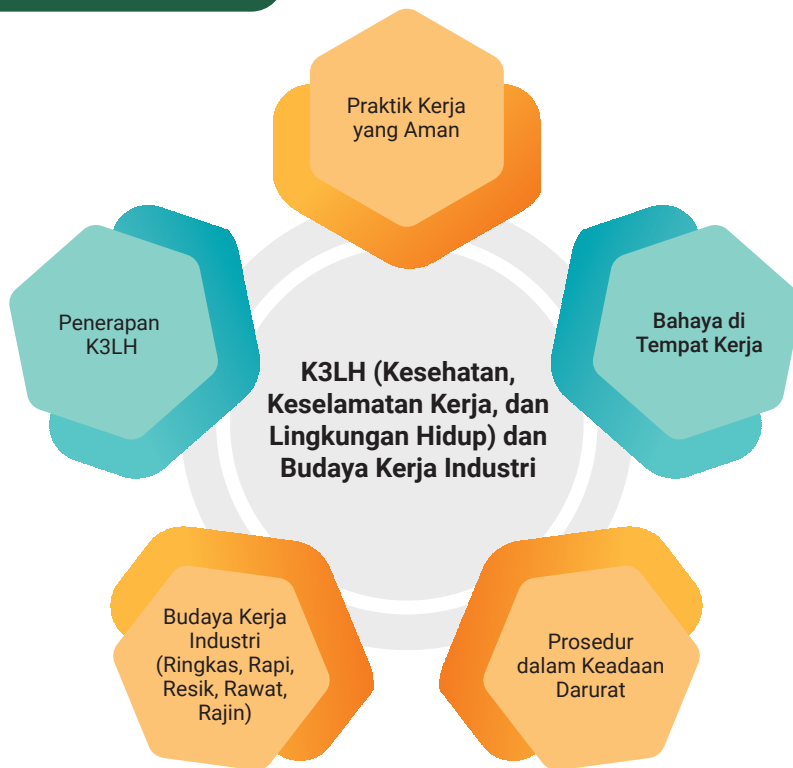 Praktik Kerja
yang Aman
Penerapan
K3LH
Bahaya di
Tempat Kerja
K3LH (Kesehatan,
Keselamatan Kerja, dan
Lingkungan Hidup) dan
Budaya Kerja Industri
Budaya Kerja
Industri
(Ringkas, Rapi,
Resik, Rawat,
Rajin)
Prosedur
dalam Keadaan
Darurat